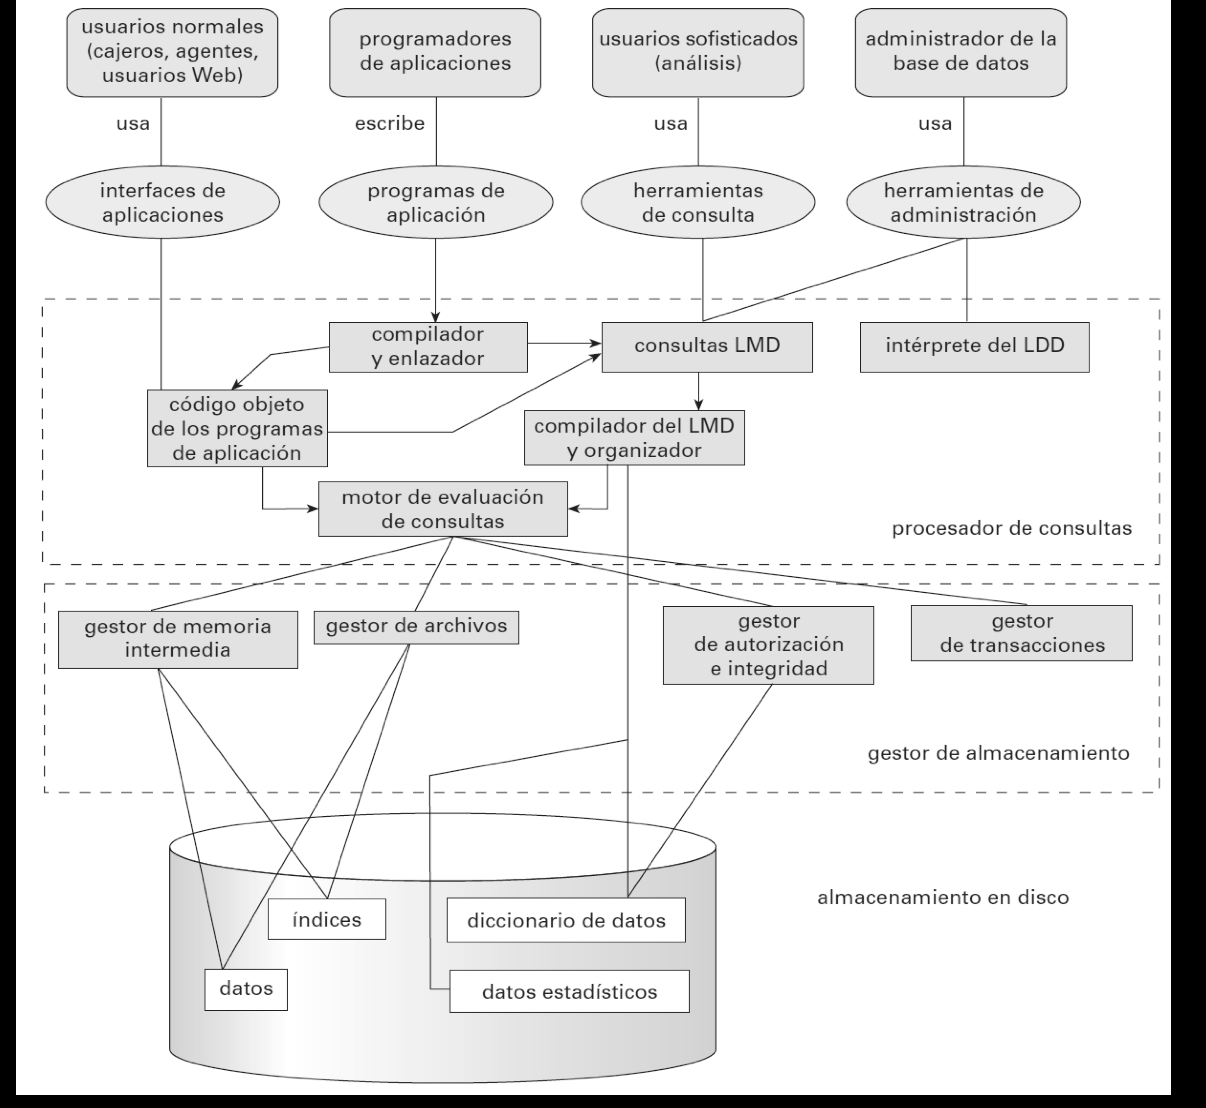 usuarios normales
(cajeros, agentes,
usuarios Web)
programadores
de aplicaciones
usuarios sofisticados
(análisis)
administrador de la
base de datos
usa
escribe
usa
usa
interfaces de
aplicaciones
programas de
aplicación
herramientas
de consulta
herramientas de
administración
compilador
y enlazador
consultas LMD
intérprete del LDD
código objeto
de los programas
de aplicación
compilador del LMD
y organizador
motor de evaluación
de consultas
procesador de consultas
gestor de memoria
intermedia
gestor de archivos
gestor
de autorización
e integridad
gestor
de transacciones
gestor de almacenamiento
almacenamiento en disco
índices
diccionario de datos
datos
datos estadísticos